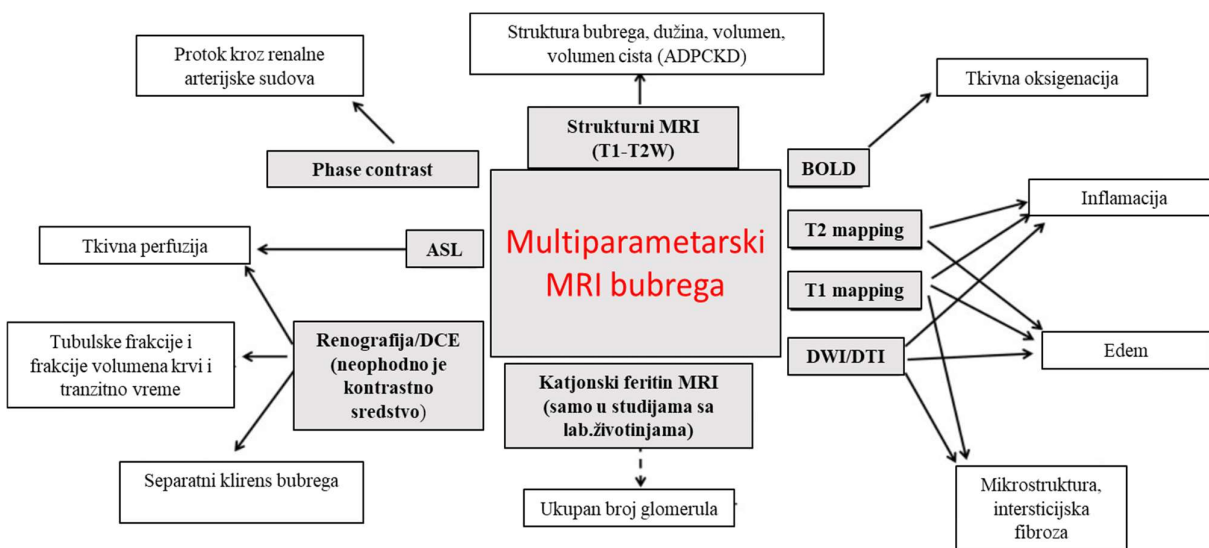 Struktura bubrega, dužina, volumen,
volumen cista (ADPCKD)
Protok kroz renalne
arterijske sudova
Tkivna oksigenacija
Strukturni MRI
(T1-T2W)
Phase contrast
BOLD
Inflamacija
Multiparametarski
MRI bubrega
T2 mapping
Tkivna perfuzija
ASL
T1 mapping
Tubulske frakcije i
frakcije volumena krvi i
tranzitno vreme
Renografija/DCE
(neophodno je
kontrastno
sredstvo)
DWI/DTI
Edem
Katjonski feritin MRI
(samo u studijama sa
lab.životinjama)
Separatni klirens bubrega
Ukupan broj glomerula
Mikrostruktura,
intersticijska
fibroza